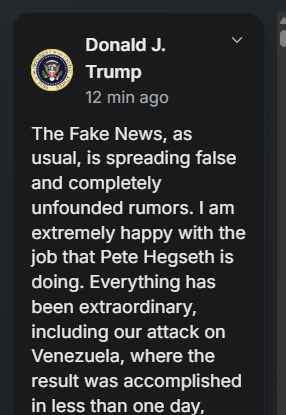 Donald J.
Trump
12 min ago
The Fake News, as
usual, is spreading false
and completely
unfounded rumors. I am
extremely happy with the
job that Pete Hegseth is
doing. Everything has
been extraordinary,
including our attack on
Venezuela, where the
result was accomplished
in less than one day,